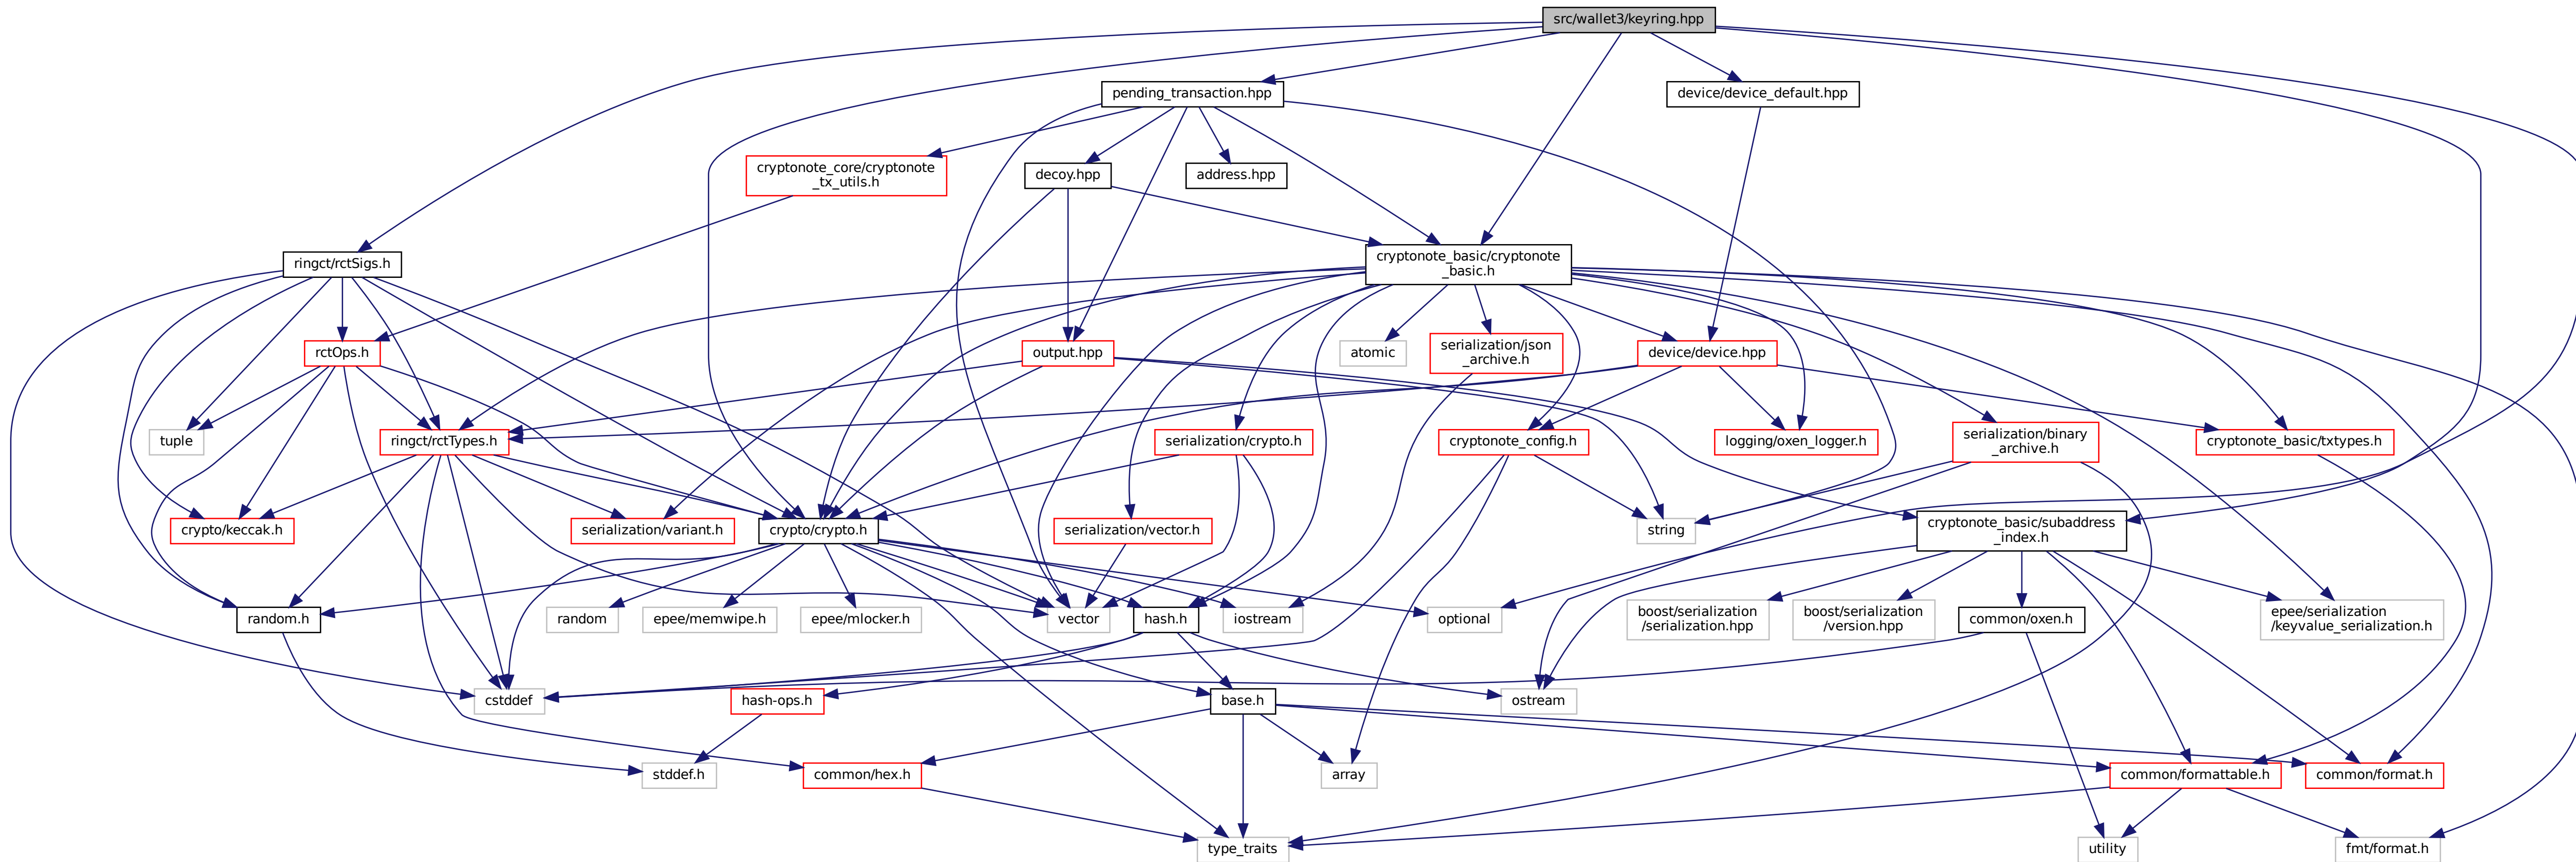 src/wallet3/keyring.hpp
pending_transaction.hpp
device/device_default.hpp
cryptonote_core/cryptonote
_tx_utils.h
decoy.hpp
address.hpp
ringct/rctSigs.h
cryptonote_basic/cryptonote
_basic.h
rctOps.h
output.hpp
atomic
serialization/json
_archive.h
device/device.hpp
tuple
ringct/rctTypes.h
serialization/crypto.h
cryptonote_config.h
logging/oxen_logger.h
serialization/binary
_archive.h
cryptonote_basic/txtypes.h
crypto/keccak.h
serialization/variant.h
crypto/crypto.h
serialization/vector.h
string
cryptonote_basic/subaddress
_index.h
random.h
random
epee/memwipe.h
epee/mlocker.h
vector
hash.h
iostream
optional
boost/serialization
/serialization.hpp
boost/serialization
/version.hpp
common/oxen.h
epee/serialization
/keyvalue_serialization.h
cstddef
hash-ops.h
base.h
ostream
stddef.h
common/hex.h
array
common/formattable.h
common/format.h
type_traits
utility
fmt/format.h